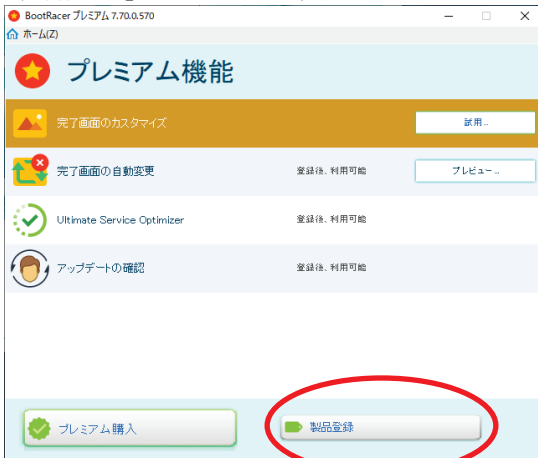 BootRacer プレミアム 7.70.0.570
ホーム(Z)
プレミアム機能
完了画面のカスタマイズ
試用..
完了画面の自動変更
登録後、利用可能
プレビュー..
Ultimate Service Optimizer
登録後、利用可能
アップデートの確認
登録後、利用可能
プレミアム購入
製品登録